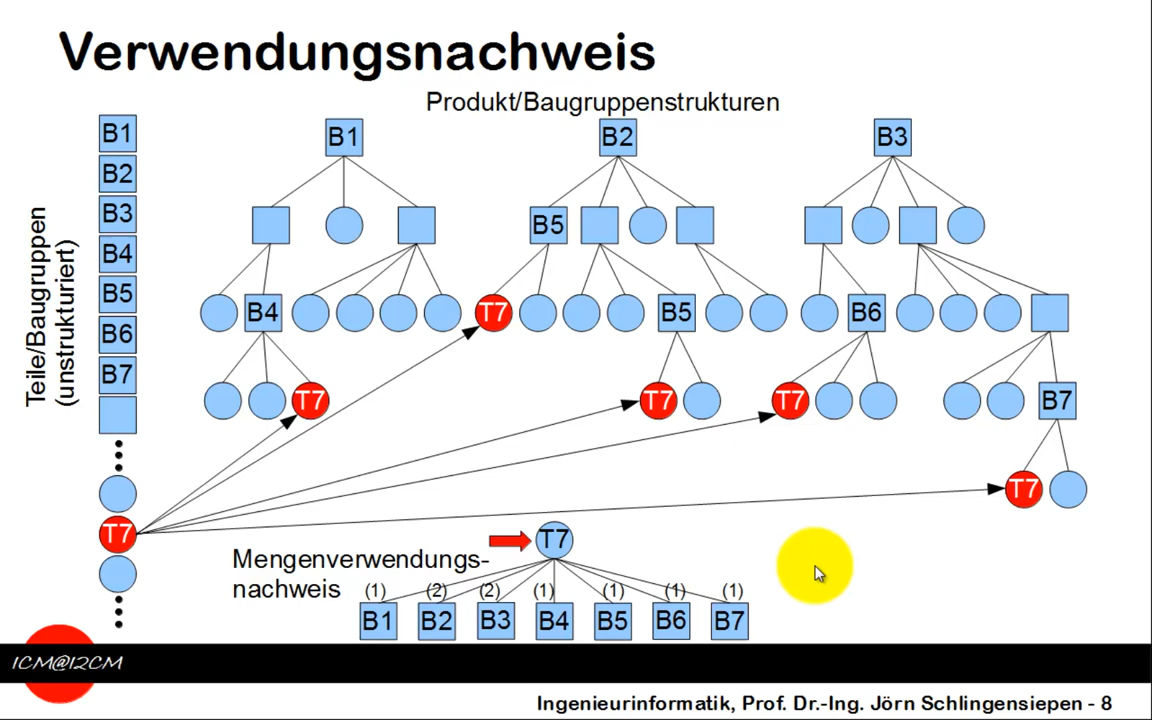 Verwendungsnachweis
Produkt/Baugruppenstrukturen
Teile/Baugruppen
(unstrukturiert)
B1
B2
B3
B4
B5
B6
B7
T7
B1
B2
B3
B5
B4
T7
B5
B6
T7
T7
T7
B7
T7
T7
Mengenverwendungs-
nachweis
(1) (2) (2) (1) (1) (1) (1)
B1 B2 B3 B4 B5 B6 B7
1CM@12CM
Ingenieurinformatik, Prof. Dr.-Ing. Jörn Schlingensiepen - 8